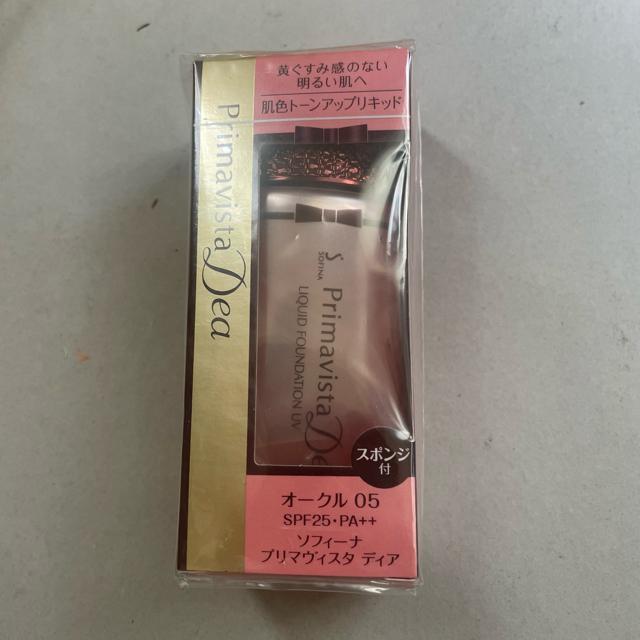 黄ぐすみ感のない
明るい肌へ
肌色トーンアップリキッド
Primavista Dea
S
SOFINA
Primavista De
LIQUID FOUNDATION UV
スポンジ
付
オークル 05
SPF25・PA++
ソフィーナ
プリマヴィスタ ディア